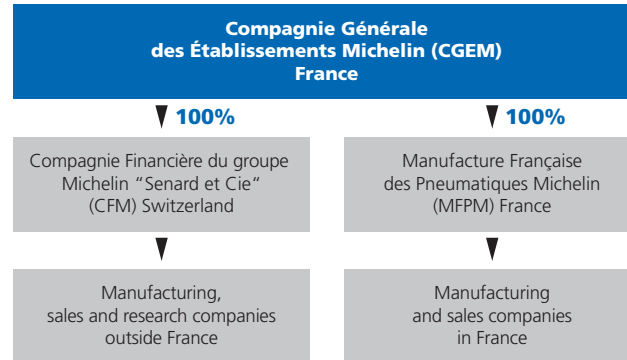 Compagnie Générale
des Établissements Michelin (CGEM)
France
100%
100%
Compagnie Financière du groupe
Michelin “Senard et Cie“
(CFM) Switzerland
Manufacture Française
des Pneumatiques Michelin
(MFPM) France
Manufacturing,
sales and research companies
outside France
Manufacturing
and sales companies
in France